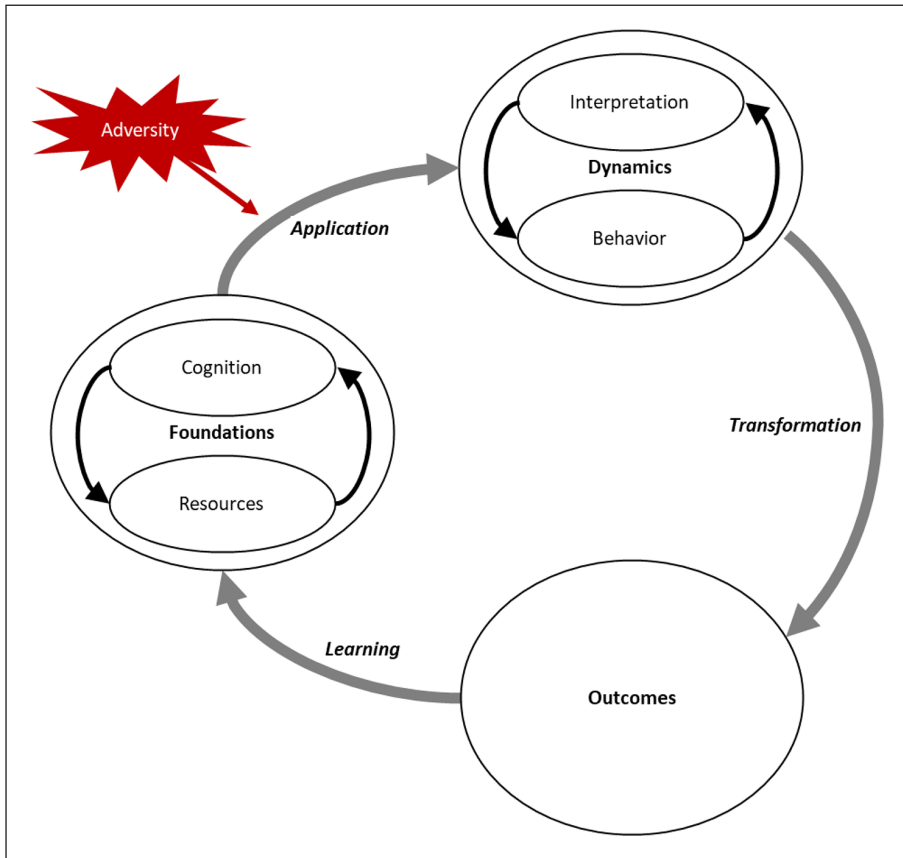 Adversity
Application
Interpretation
Dynamics
Behavior
Cognition
Foundations
Resources
Transformation
Learning
Outcomes